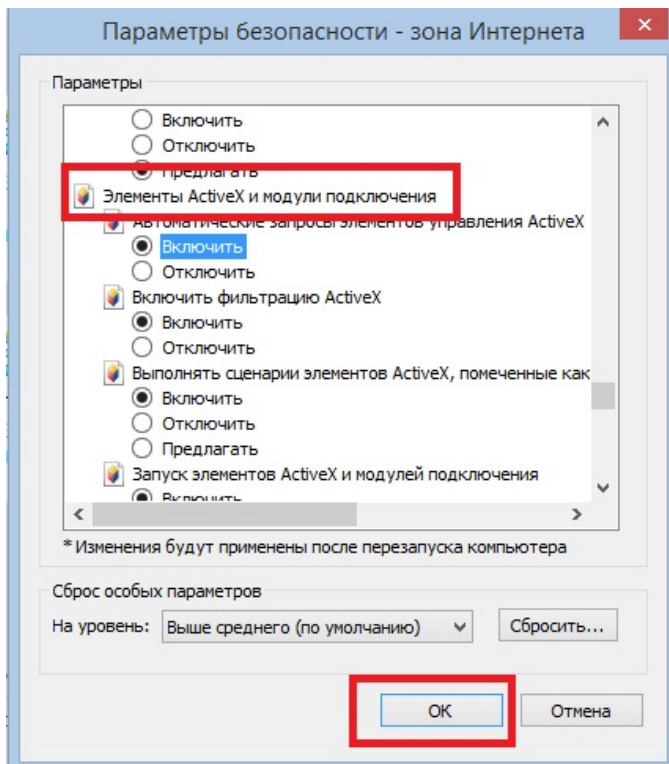 Параметры безопасности - зона Интернета
Параметры
Включить
Отключить
Предлагать
Элементы ActiveX и модули подключения
Автоматические запросы элементов управления ActiveX
Включить
Отключить
Включить фильтрацию ActiveX
Включить
Отключить
Выполнять сценарии элементов ActiveX, помеченные как
Включить
Отключить
Предлагать
Запуск элементов ActiveX и модулей подключения
Включить
* Изменения будут применены после перезапуска компьютера
Сброс особых параметров
На уровень: Выше среднего (по умолчанию) Сбросить...
ОК Отмена